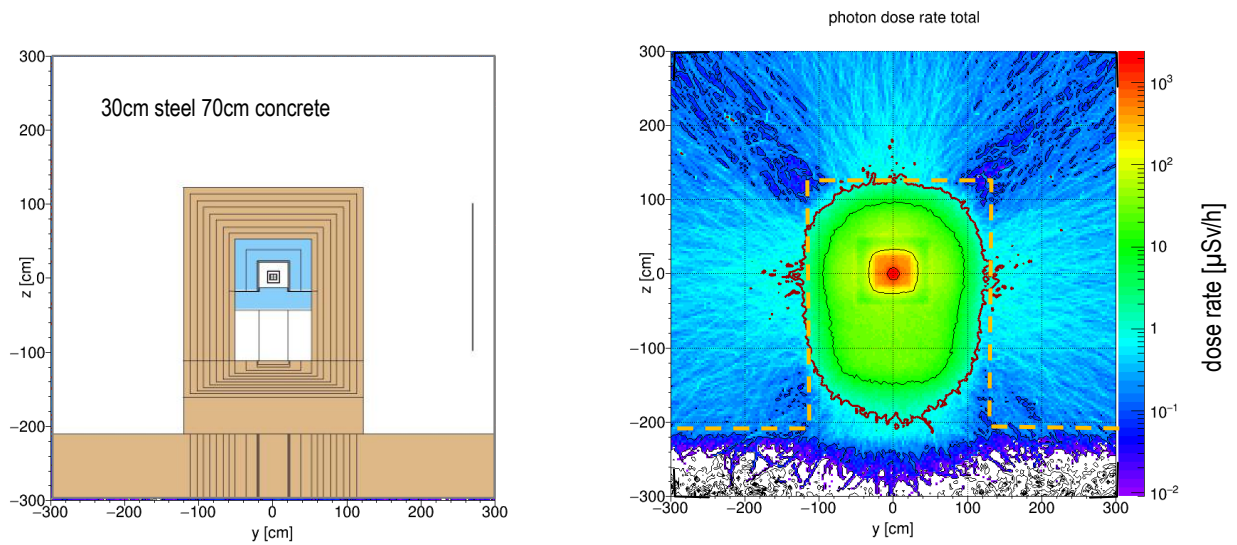 photon dose rate total
30cm steel 70cm concrete
300
200
100
0
−100
−200
−300
z [cm]
−300 −200 −100 0 100 200 300
y [cm]
300
200
100
0
−100
−200
−300
z [cm]
−300 −200 −100 0 100 200 300
y [cm]
10³
10²
10
1
10⁻¹
10⁻²
dose rate [µSv/h]